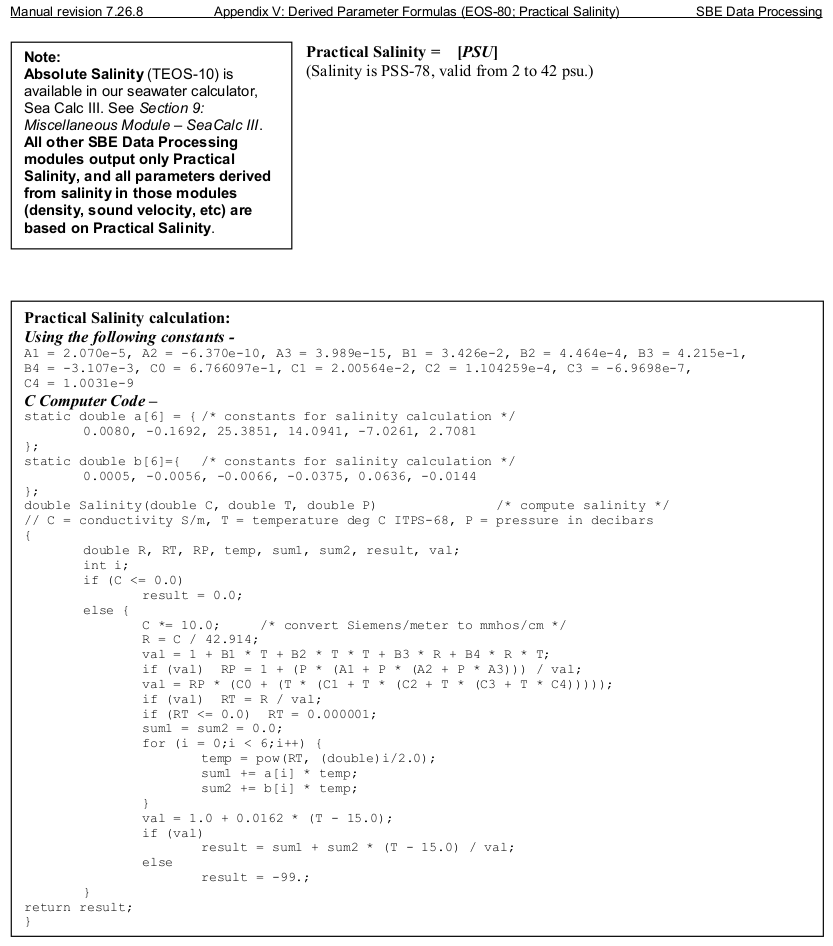 Manual revision 7.26.8 Appendix V: Derived Parameter Formulas (EOS-80; Practical Salinity) SBE Data Processing
Note:
Absolute Salinity (TEOS-10) is
available in our seawater calculator,
Sea Calc III. See Section 9:
Miscellaneous Module – SeaCalc III.
All other SBE Data Processing
modules output only Practical
Salinity, and all parameters derived
from salinity in those modules
(density, sound velocity, etc) are
based on Practical Salinity.
Practical Salinity = [PSU]
(Salinity is PSS-78, valid from 2 to 42 psu.)
Practical Salinity calculation:
Using the following constants -
A1 = 2.070e-5, A2 = -6.370e-10, A3 = 3.989e-15, B1 = 3.426e-2, B2 = 4.464e-4, B3 = 4.215e-1,
B4 = -3.107e-3, C0 = 6.766097e-1, C1 = 2.00564e-2, C2 = 1.104259e-4, C3 = -6.9698e-7,
C4 = 1.0031e-9
C Computer Code –
static double a[6] = { /* constants for salinity calculation */
0.0080, -0.1692, 25.3851, 14.0941, -7.0261, 2.7081
};
static double b[6]={ /* constants for salinity calculation */
0.0005, -0.0056, -0.0066, -0.0375, 0.0636, -0.0144
};
double Salinity(double C, double T, double P) /* compute salinity */
// C = conductivity S/m, T = temperature deg C ITPS-68, P = pressure in decibars
{
double R, RT, RP, temp, sum1, sum2, result, val;
int i;
if (C <= 0.0)
result = 0.0;
else {
C *= 10.0; /* convert Siemens/meter to mmhos/cm */
R = C / 42.914;
val = 1 + B1 * T + B2 * T * T + B3 * R + B4 * R * T;
if (val) RP = 1 + (P * (A1 + P * (A2 + P * A3))) / val;
val = RP * (C0 + (T * (C1 + T * (C2 + T * (C3 + T * C4)))));
if (val) RT = R / val;
if (RT <= 0.0) RT = 0.000001;
sum1 = sum2 = 0.0;
for (i = 0;i < 6;i++) {
temp = pow(RT, (double)i/2.0);
sum1 += a[i] * temp;
sum2 += b[i] * temp;
}
val = 1.0 + 0.0162 * (T - 15.0);
if (val)
result = sum1 + sum2 * (T - 15.0) / val;
else
result = -99.;
}
return result;
}